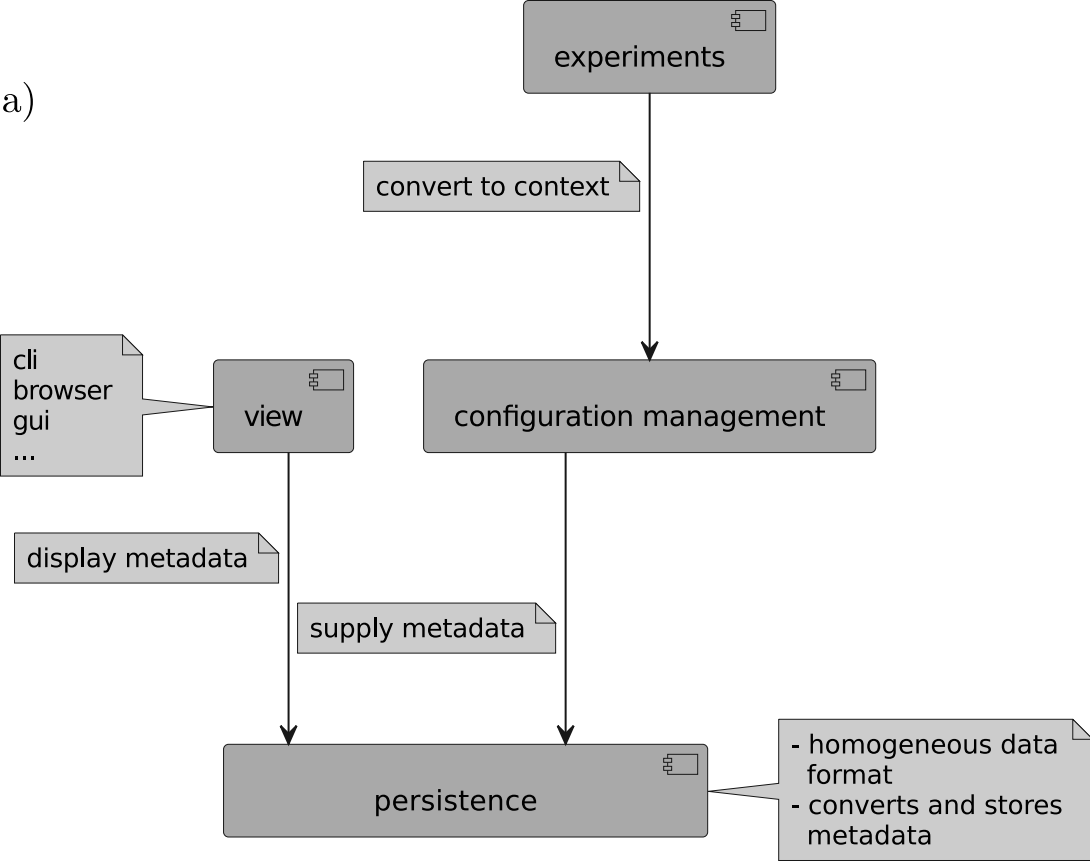 experiments
a)
convert to context
cli
browser
gui
...
view
configuration management
display metadata
supply metadata
- homogeneous data
format
- converts and stores
metadata
persistence